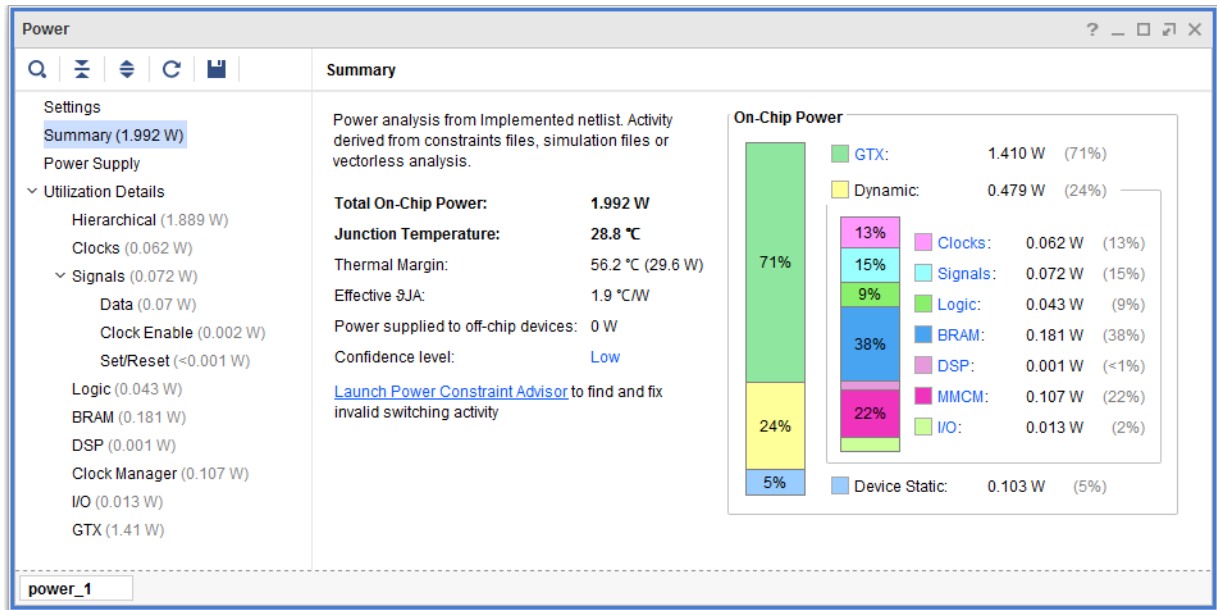 Power
Summary
Settings
Summary (1.992 W)
Power Supply
Utilization Details
Hierarchical (1.889 W)
Clocks (0.062 W)
Signals (0.072 W)
Data (0.07 W)
Clock Enable (0.002 W)
Set/Reset (<0.001 W)
Logic (0.043 W)
BRAM (0.181 W)
DSP (0.001 W)
Clock Manager (0.107 W)
I/O (0.013 W)
GTX (1.41 W)
Power analysis from Implemented netlist. Activity
derived from constraints files, simulation files or
vectorless analysis.
Total On-Chip Power: 1.992 W
Junction Temperature: 28.8 °C
Thermal Margin: 56.2 °C (29.6 W)
Effective ϑJA: 1.9 °C/W
Power supplied to off-chip devices: 0 W
Confidence level: Low
Launch Power Constraint Advisor to find and fix
invalid switching activity
On-Chip Power
71%
24%
5%
GTX: 1.410 W (71%)
Dynamic: 0.479 W (24%)
13%
15%
9%
38%
22%
Clocks: 0.062 W (13%)
Signals: 0.072 W (15%)
Logic: 0.043 W (9%)
BRAM: 0.181 W (38%)
DSP: 0.001 W (<1%)
MMCM: 0.107 W (22%)
I/O: 0.013 W (2%)
Device Static: 0.103 W (5%)
power_1